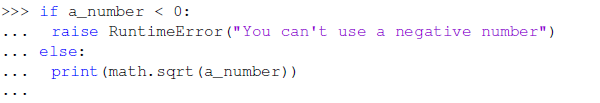 >>> if a_number < 0:
...  raise RuntimeError("You can't use a negative number")
... else:
...  print(math.sqrt(a_number))
...